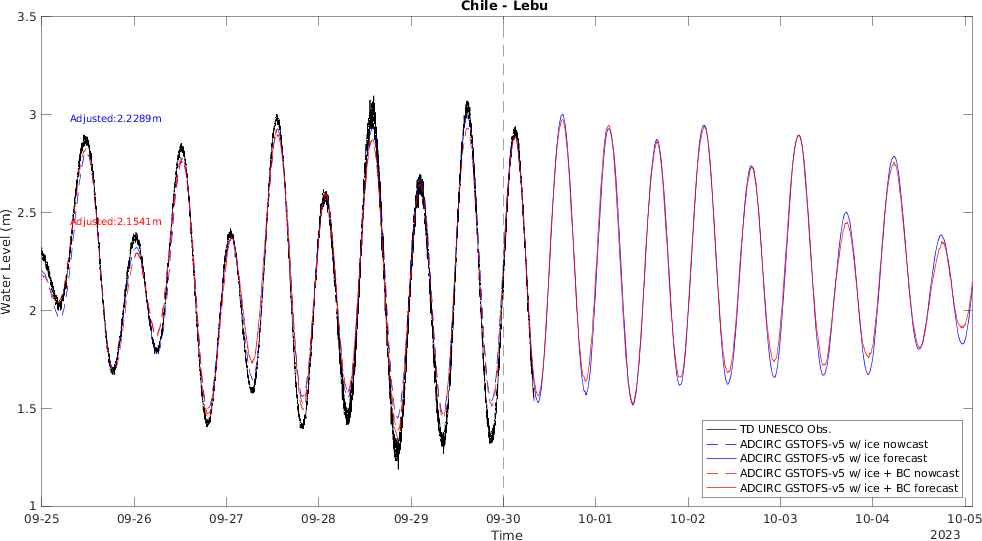 Chile - Lebu
3.5
3
2.5
2
1.5
1
Water Level (m)
Adjusted:2.2289m
Adjusted:2.1541m
TD UNESCO Obs.
ADCIRC GSTOFS-v5 w/ ice nowcast
ADCIRC GSTOFS-v5 w/ ice forecast
ADCIRC GSTOFS-v5 w/ ice + BC nowcast
ADCIRC GSTOFS-v5 w/ ice + BC forecast
09-25 09-26 09-27 09-28 09-29 09-30 10-01 10-02 10-03 10-04 10-05
Time
2023